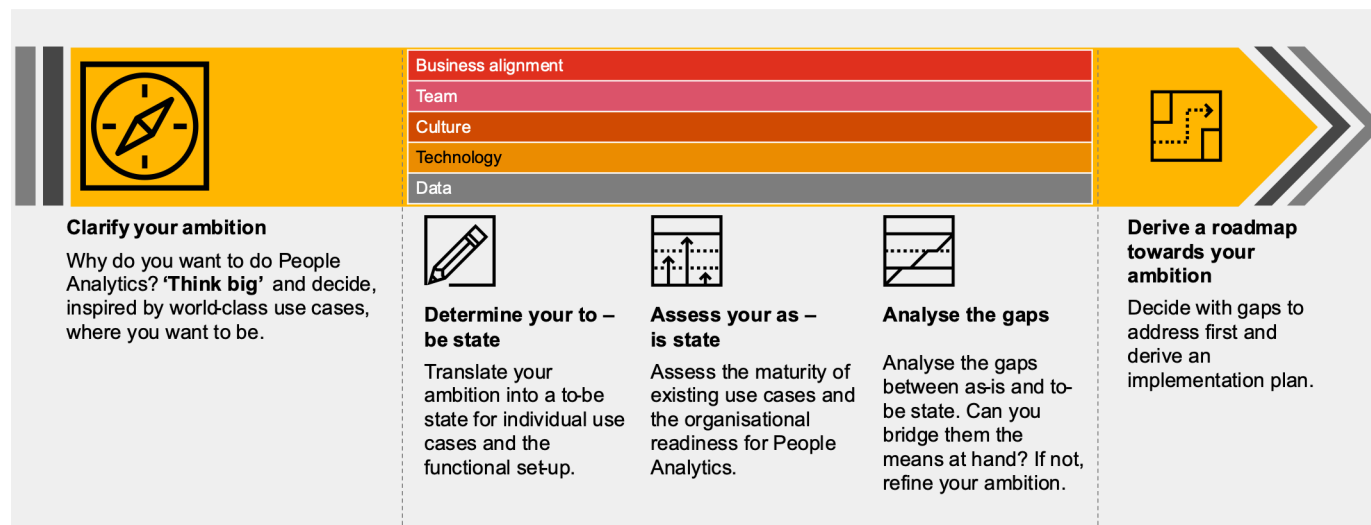 Business alignment
Team
Culture
Technology
Data
Clarify your ambition
Why do you want to do People
Analytics? ‘Think big’ and decide,
inspired by world-class use cases,
where you want to be.
Determine your to –
be state
Translate your
ambition into a to-be
state for individual use
cases and the
functional set-up.
Assess your as –
is state
Assess the maturity of
existing use cases and
the organisational
readiness for People
Analytics.
Analyse the gaps
Analyse the gaps
between as-is and to-
be state. Can you
bridge them the
means at hand? If not,
refine your ambition.
Derive a roadmap
towards your
ambition
Decide with gaps to
address first and
derive an
implementation plan.